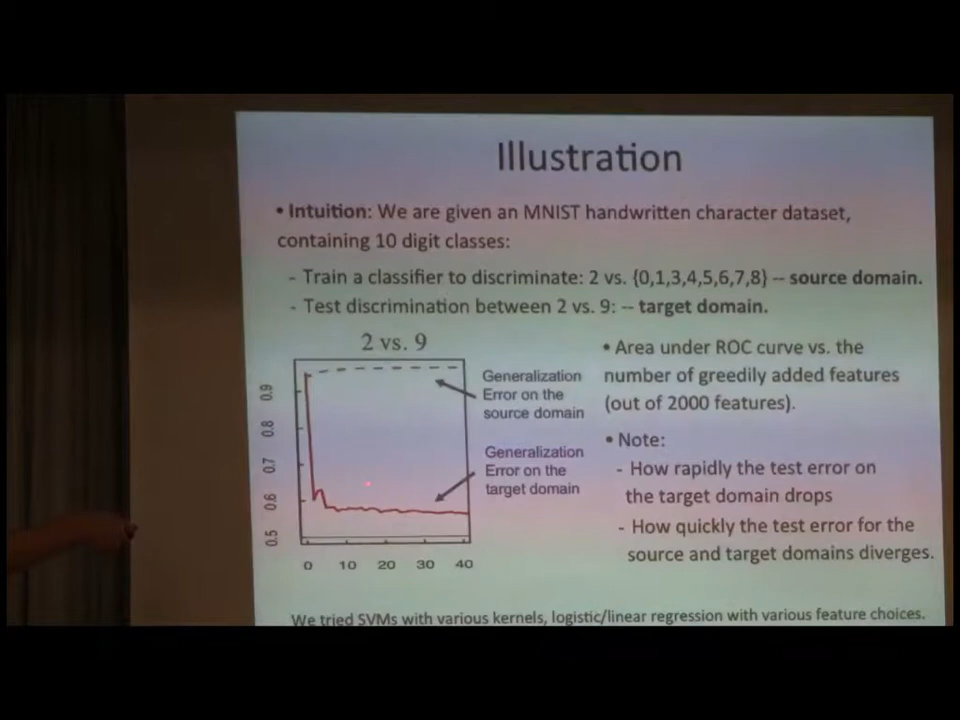 Illustration
• Intuition: We are given an MNIST handwritten character dataset,
containing 10 digit classes:
- Train a classifier to discriminate: 2 vs. {0,1,3,4,5,6,7,8} -- source domain.
- Test discrimination between 2 vs. 9: -- target domain.
2 vs. 9
0.9
0.8
0.7
0.6
0.5
0 10 20 30 40
Generalization
Error on the
source domain
Generalization
Error on the
target domain
• Area under ROC curve vs. the
number of greedily added features
(out of 2000 features).
• Note:
- How rapidly the test error on
the target domain drops
- How quickly the test error for the
source and target domains diverges.
We tried SVMs with various kernels, logistic/linear regression with various feature choices.